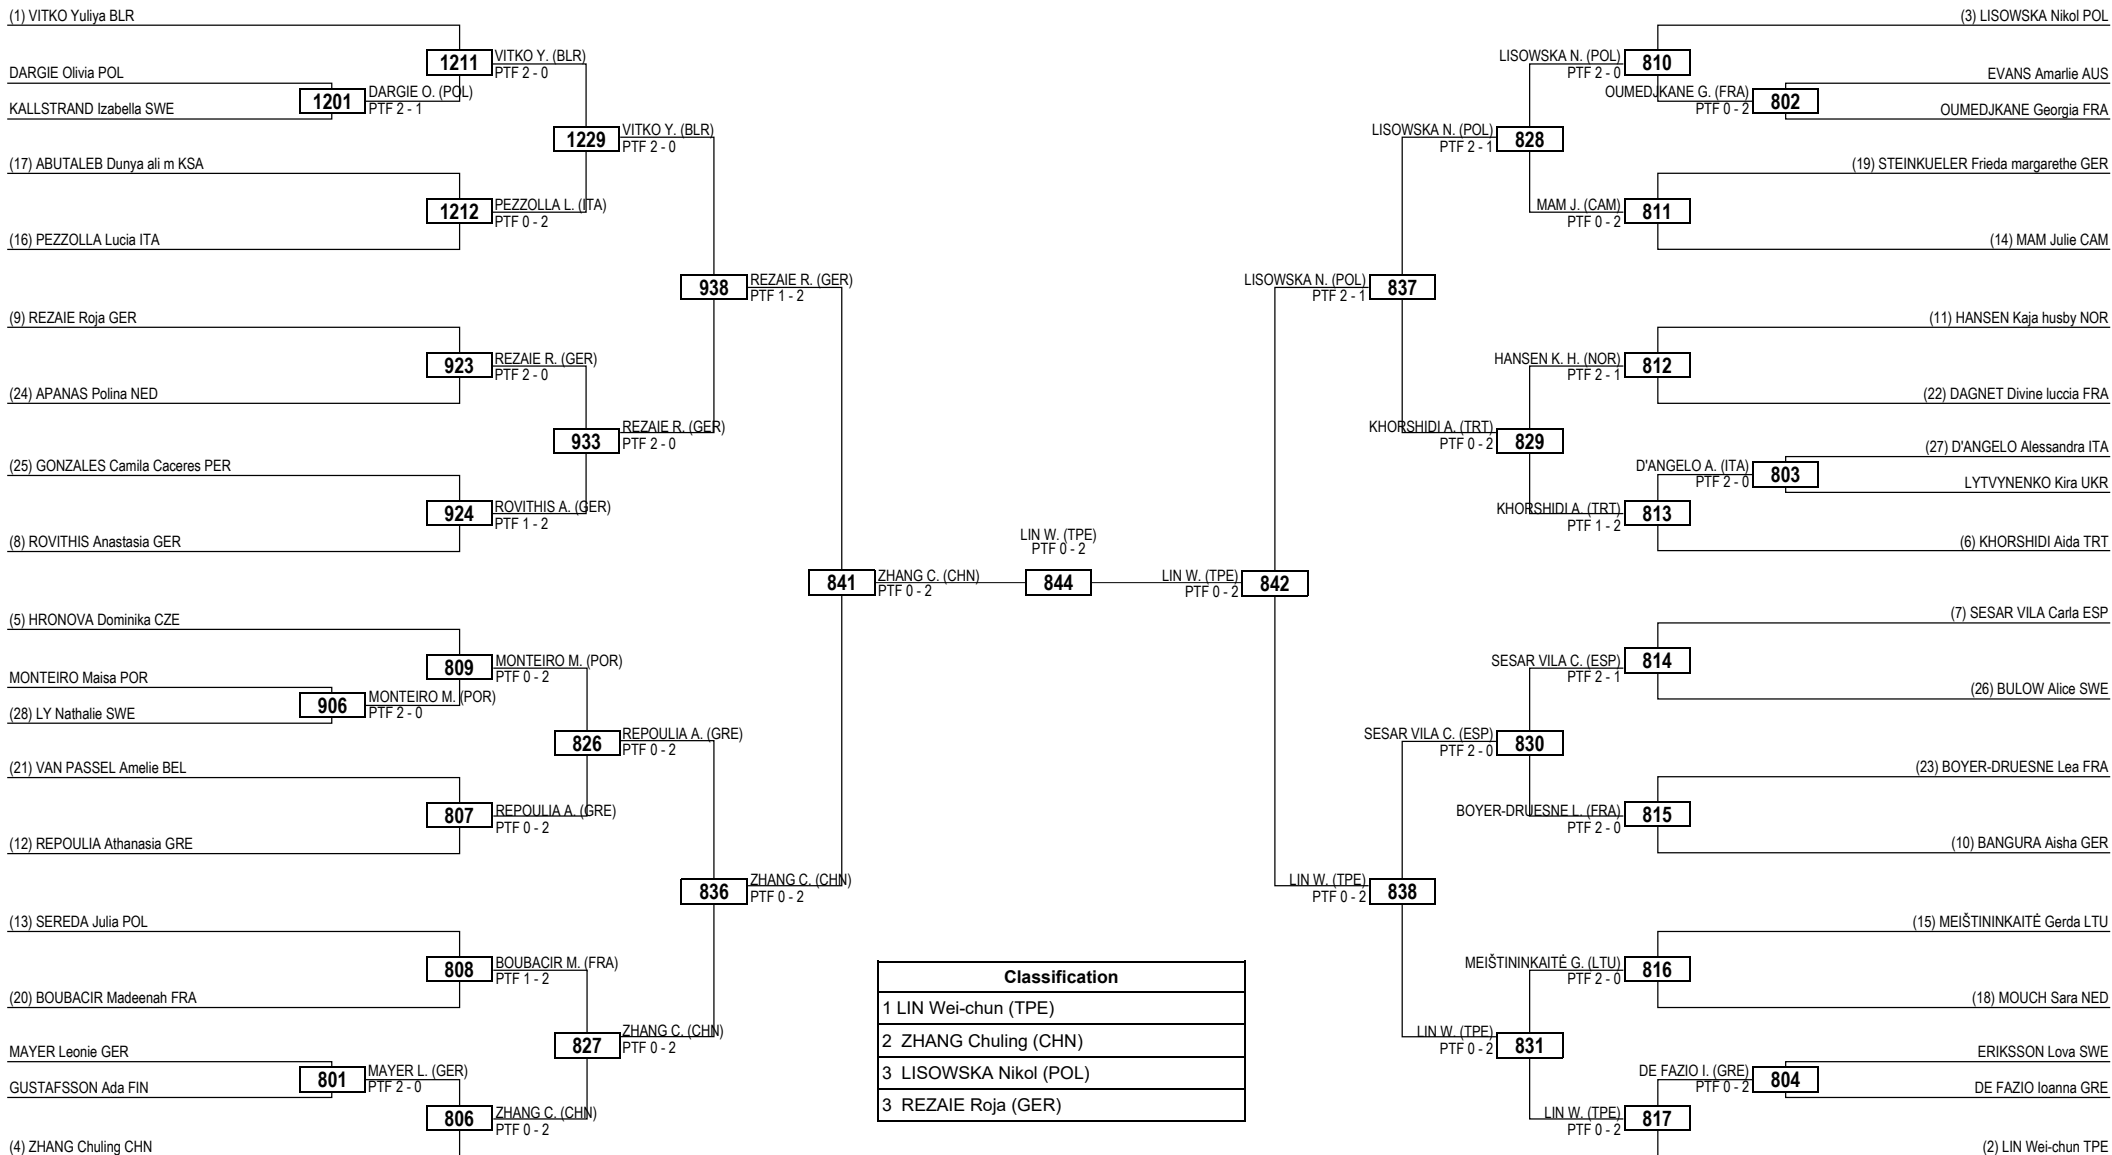 (1) VITKO Yuliya BLR
DARGIE Olivia POL
KALLSTRAND Izabella SWE
(17) ABUTALEB Dunya ali m KSA
(16) PEZZOLLA Lucia ITA
(9) REZAIE Roja GER
(24) APANAS Polina NED
(25) GONZALES Camila Caceres PER
(8) ROVITHIS Anastasia GER
(5) HRONOVA Dominika CZE
MONTEIRO Maisa POR
(28) LY Nathalie SWE
(21) VAN PASSEL Amelie BEL
(12) REPOULIA Athanasia GRE
(13) SEREDA Julia POL
(20) BOUBACIR Madeenah FRA
MAYER Leonie GER
GUSTAFSSON Ada FIN
(4) ZHANG Chuling CHN
1201
DARGIE O. (POL)
PTF 2 - 1
906
MONTEIRO M. (POR)
PTF 2 - 0
801
MAYER L. (GER)
PTF 2 - 0
1211
VITKO Y. (BLR)
PTF 2 - 0
1212
PEZZOLLA L. (ITA)
PTF 0 - 2
923
REZAIE R. (GER)
PTF 2 - 0
924
ROVITHIS A. (GER)
PTF 1 - 2
809
MONTEIRO M. (POR)
PTF 0 - 2
807
REPOULIA A. (GRE)
PTF 0 - 2
808
BOUBACIR M. (FRA)
PTF 1 - 2
806
ZHANG C. (CHN)
PTF 0 - 2
1229
VITKO Y. (BLR)
PTF 2 - 0
933
REZAIE R. (GER)
PTF 2 - 0
826
REPOULIA A. (GRE)
PTF 0 - 2
827
ZHANG C. (CHN)
PTF 0 - 2
938
REZAIE R. (GER)
PTF 1 - 2
836
ZHANG C. (CHN)
PTF 0 - 2
841
ZHANG C. (CHN)
PTF 0 - 2
LIN W. (TPE)
PTF 0 - 2
844
LIN W. (TPE)
PTF 0 - 2
842
LISOWSKA N. (POL)
PTF 2 - 1
837
LIN W. (TPE)
PTF 0 - 2
838
LISOWSKA N. (POL)
PTF 2 - 1
828
KHORSHIDI A. (TRT)
PTF 0 - 2
829
SESAR VILA C. (ESP)
PTF 2 - 0
830
LIN W. (TPE)
PTF 0 - 2
831
LISOWSKA N. (POL)
PTF 2 - 0
810
MAM J. (CAM)
PTF 0 - 2
811
HANSEN K. H. (NOR)
PTF 2 - 1
812
KHORSHIDI A. (TRT)
PTF 1 - 2
813
SESAR VILA C. (ESP)
PTF 2 - 1
814
BOYER-DRUESNE L. (FRA)
PTF 2 - 0
815
MEIŠTININKAITĖ G. (LTU)
PTF 2 - 0
816
LIN W. (TPE)
PTF 0 - 2
817
OUMEDJKANE G. (FRA)
PTF 0 - 2
802
D'ANGELO A. (ITA)
PTF 2 - 0
803
DE FAZIO I. (GRE)
PTF 0 - 2
804
(3) LISOWSKA Nikol POL
EVANS Amarlie AUS
OUMEDJKANE Georgia FRA
(19) STEINKUELER Frieda margarethe GER
(14) MAM Julie CAM
(11) HANSEN Kaja husby NOR
(22) DAGNET Divine luccia FRA
(27) D'ANGELO Alessandra ITA
LYTVYNENKO Kira UKR
(6) KHORSHIDI Aida TRT
(7) SESAR VILA Carla ESP
(26) BULOW Alice SWE
(23) BOYER-DRUESNE Lea FRA
(10) BANGURA Aisha GER
(15) MEIŠTININKAITĖ Gerda LTU
(18) MOUCH Sara NED
ERIKSSON Lova SWE
DE FAZIO Ioanna GRE
(2) LIN Wei-chun TPE
Classification
1 LIN Wei-chun (TPE)
2 ZHANG Chuling (CHN)
3 LISOWSKA Nikol (POL)
3 REZAIE Roja (GER)